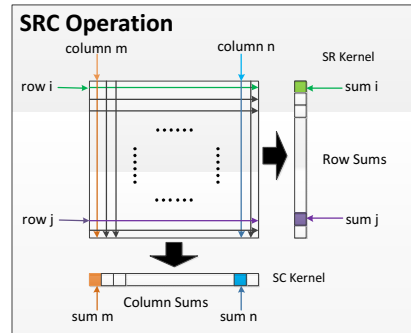 SRC Operation
column m
column n
SR Kernel
row i
sum i
Row Sums
row j
sum j
SC Kernel
Column Sums
sum m
sum n